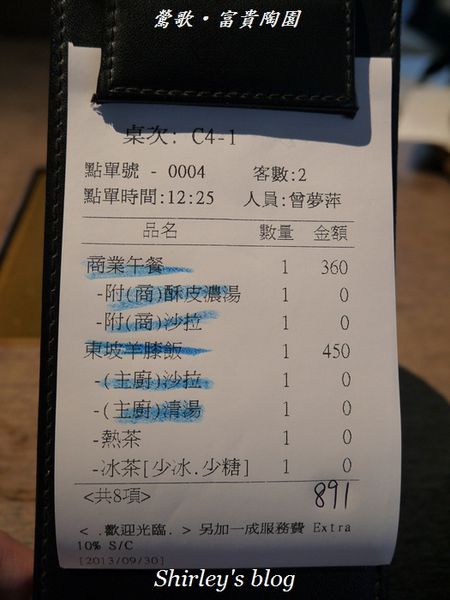 鶯歌•富貴陶園
桌次: C4-1
點單號 - 0004 客數:2
點單時間:12:25 人員:曾夢萍
品名 數量 金額
商業午餐 1 360
-附(商)酥皮濃湯 1 0
-附(商)沙拉 1 0
東坡羊膝飯 1 450
-(主廚)沙拉 1 0
-(主廚)清湯 1 0
-熱茶 1 0
-冰茶[少冰.少糖] 1 0
<共8項> 891
< .歡迎光臨. > 另加一成服務費 Extra
10% S/C
[2013/09/30]
Shirley's blog